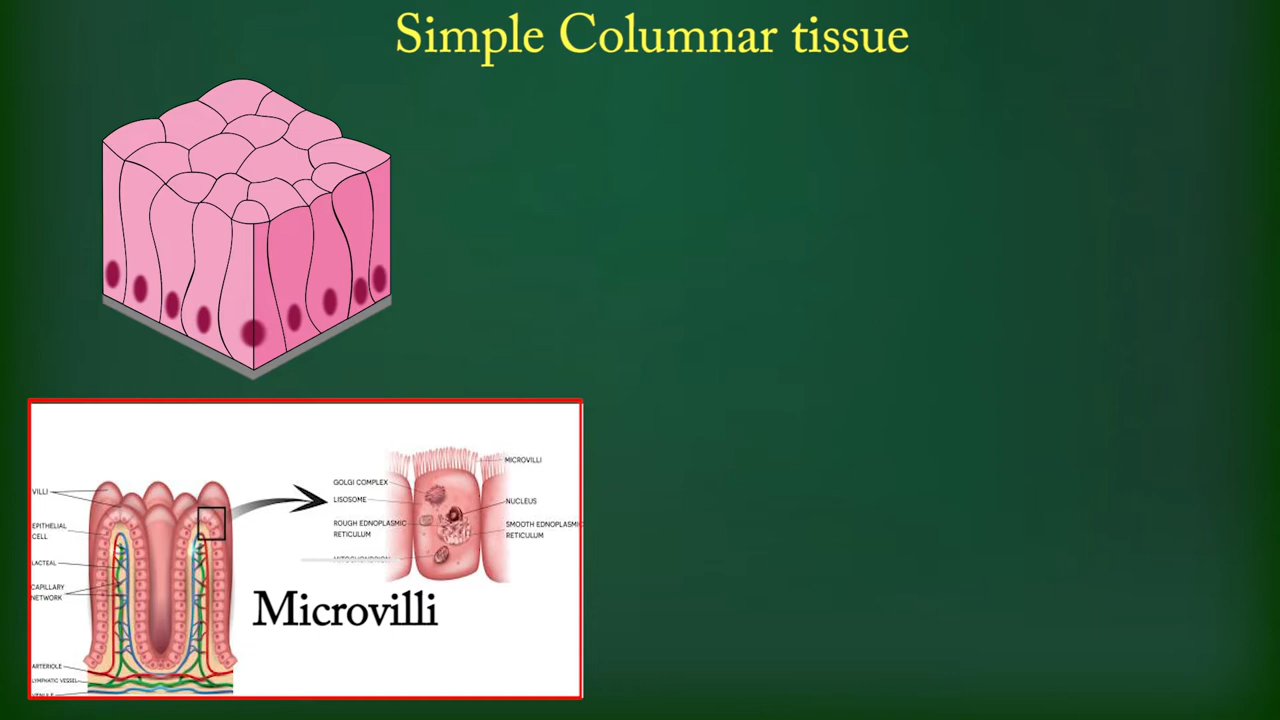 Simple Columnar tissue
VILLI
EPITHELIAL
CELL
LACTEAL
CAPILLARY
NETWORK
ARTERIOLE
LYMPHATIC VESSEL
MICROVILLI
GOLGI COMPLEX
LISOSOME
NUCLEUS
ROUGH EDNOPLASMIC
RETICULUM
SMOOTH EDNOPLASMIC
RETICULUM
Microvilli